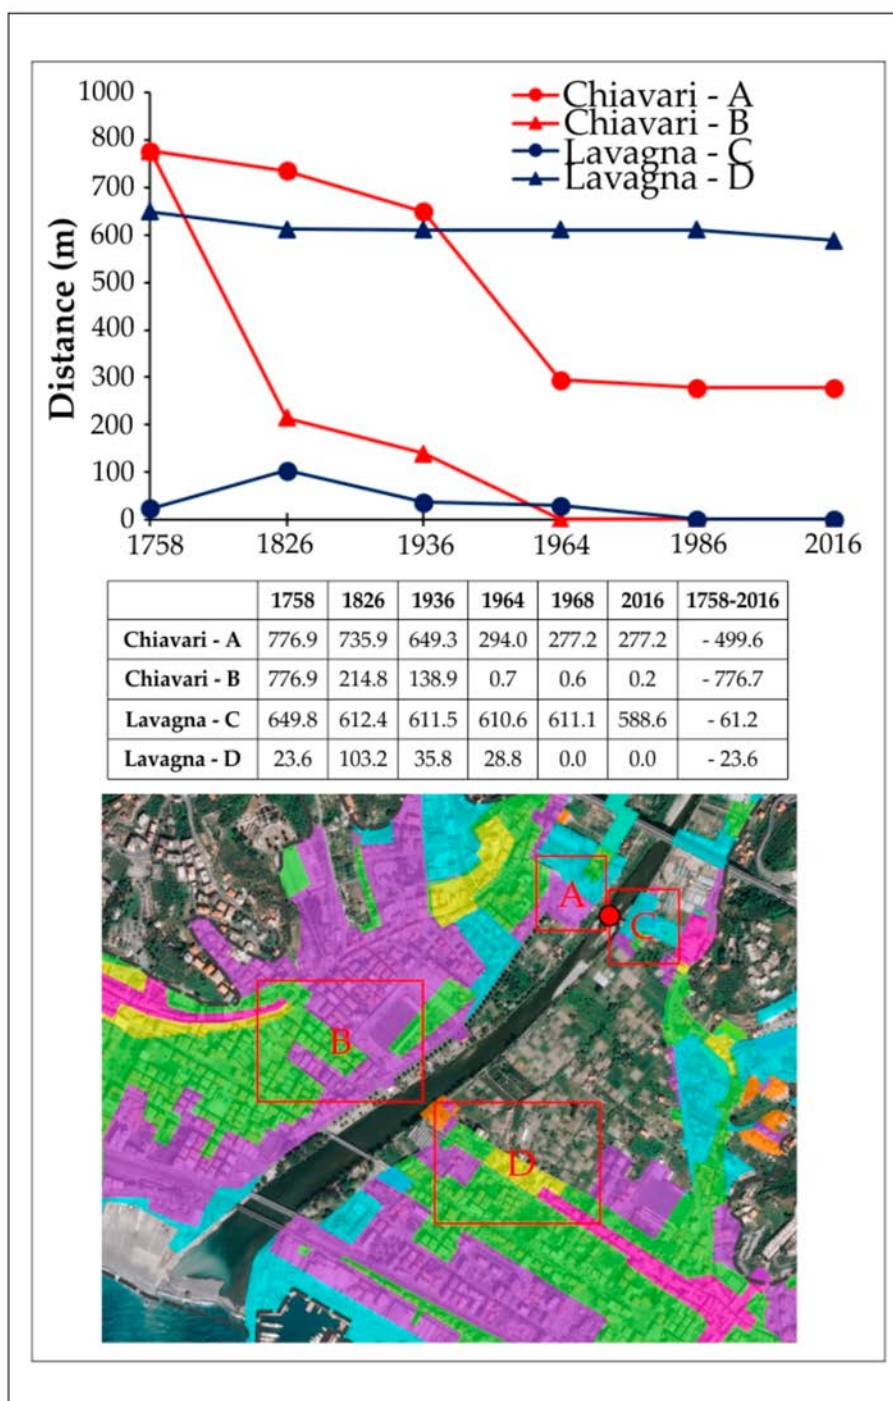 1000
800
700
600
500
400
300
200
100
0
Distance (m)
1758 1826 1936 1964 1986 2016
Chiavari - A
Chiavari - B
Lavagna - C
Lavagna - D
1758 1826 1936 1964 1968 2016 1758-2016
Chiavari - A 776.9 735.9 649.3 294.0 277.2 277.2 - 499.6
Chiavari - B 776.9 214.8 138.9 0.7 0.6 0.2 - 776.7
Lavagna - C 649.8 612.4 611.5 610.6 611.1 588.6 - 61.2
Lavagna - D 23.6 103.2 35.8 28.8 0.0 0.0 - 23.6
A
C
B
D